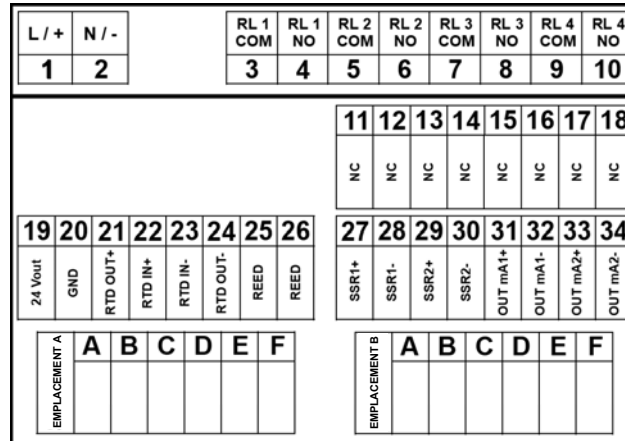 L / + N / - RL 1 COM RL 1 NO RL 2 COM RL 2 NO RL 3 COM RL 3 NO RL 4 COM RL 4 NO
1 2 3 4 5 6 7 8 9 10
11 12 13 14 15 16 17 18
NC NC NC NC NC NC NC NC
19 20 21 22 23 24 25 26 27 28 29 30 31 32 33 34
24 Vout GND RTD OUT+ RTD IN+ RTD IN- RTD OUT- REED REED SSR1+ SSR1- SSR2+ SSR2- OUT mA1+ OUT mA1- OUT mA2+ OUT mA2-
EMPLACEMENT A A B C D E F EMPLACEMENT B A B C D E F